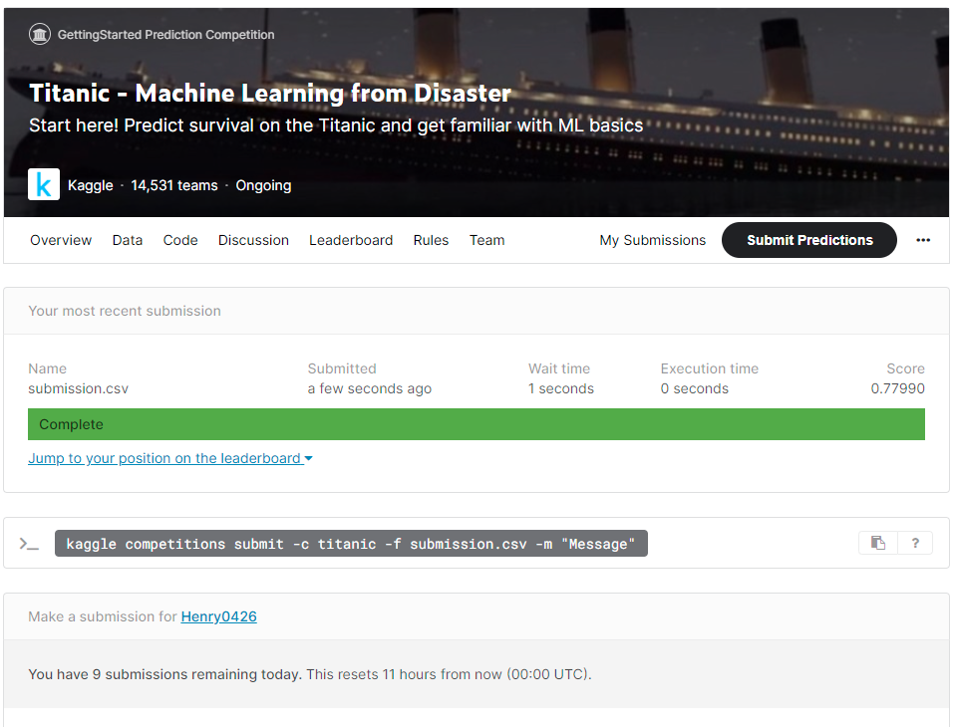 GettingStarted Prediction Competition
Titanic - Machine Learning from Disaster
Start here! Predict survival on the Titanic and get familiar with ML basics
k Kaggle · 14,531 teams · Ongoing
Overview Data Code Discussion Leaderboard Rules Team My Submissions Submit Predictions ...
Your most recent submission
Name Submitted Wait time Execution time Score
submission.csv a few seconds ago 1 seconds 0 seconds 0.77990
Complete
Jump to your position on the leaderboard
>_ kaggle competitions submit -c titanic -f submission.csv -m "Message" ?
Make a submission for Henry0426
You have 9 submissions remaining today. This resets 11 hours from now (00:00 UTC).